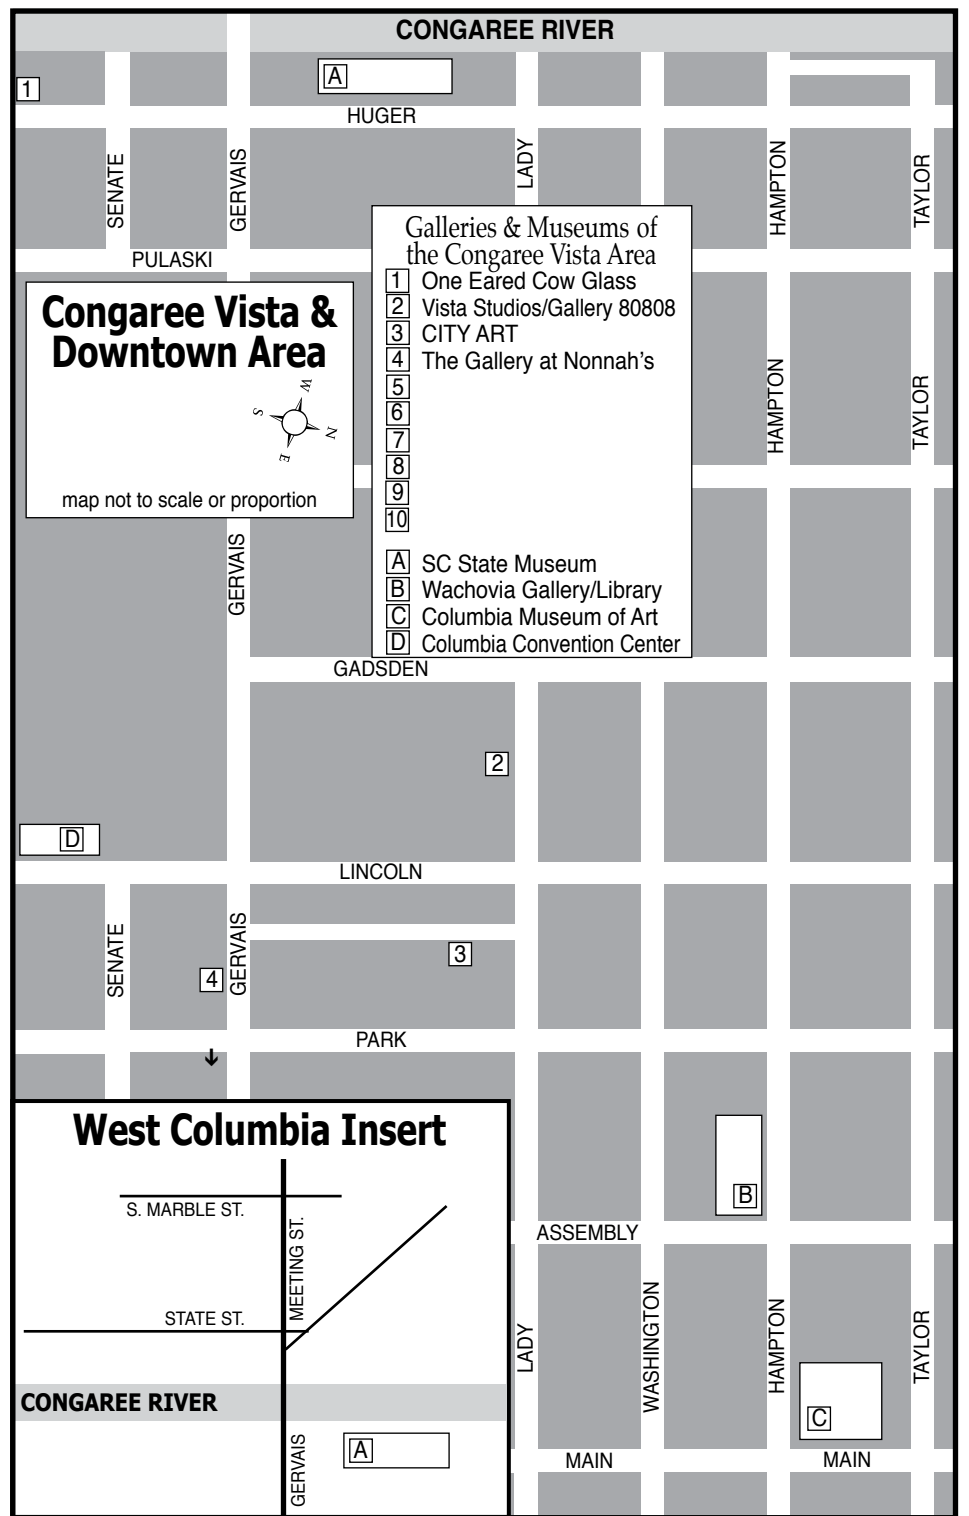 CONGAREE RIVER
1
A
HUGER
SENATE
GERVAIS
LADY
HAMPTON
TAYLOR
PULASKI
Congaree Vista &
Downtown Area
W
S
N
E
map not to scale or proportion
Galleries & Museums of
the Congaree Vista Area
1 One Eared Cow Glass
2 Vista Studios/Gallery 80808
3 CITY ART
4 The Gallery at Nonnah's
5
6
7
8
9
10
A SC State Museum
B Wachovia Gallery/Library
C Columbia Museum of Art
D Columbia Convention Center
HAMPTON
TAYLOR
GERVAIS
GADSDEN
2
D
LINCOLN
SENATE
GERVAIS
3
4
PARK
West Columbia Insert
S. MARBLE ST.
MEETING ST.
STATE ST.
CONGAREE RIVER
GERVAIS
A
B
ASSEMBLY
LADY
WASHINGTON
HAMPTON
TAYLOR
C
MAIN
MAIN